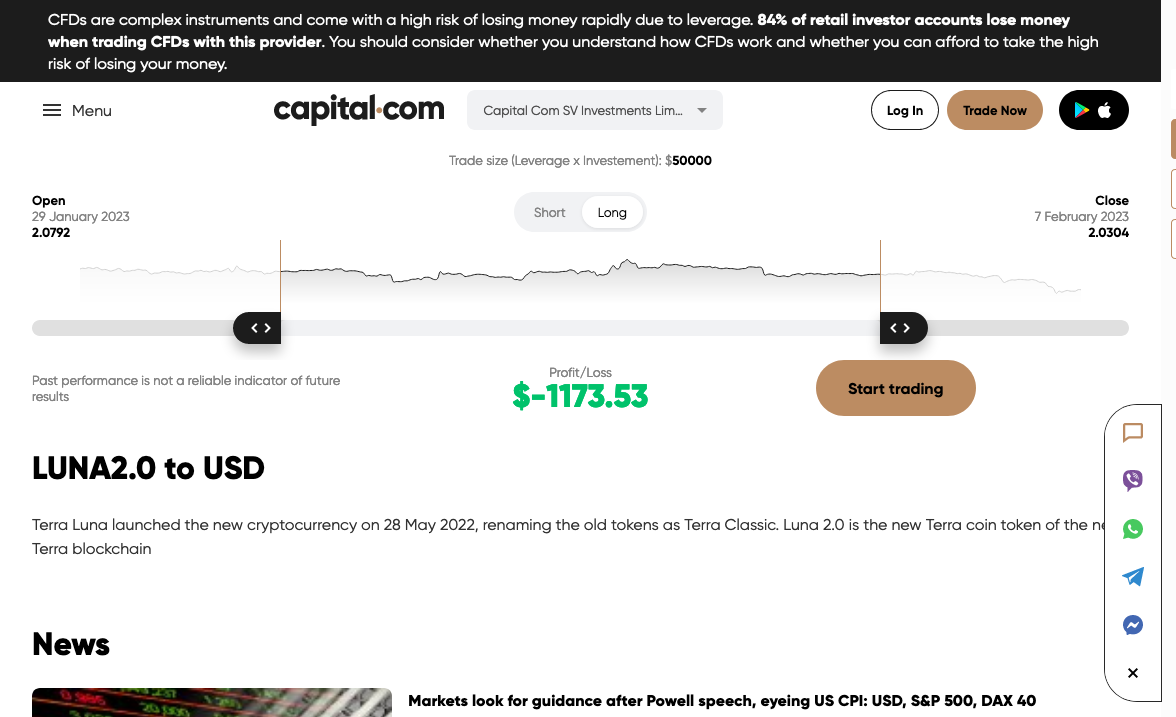 CFDs are complex instruments and come with a high risk of losing money rapidly due to leverage. 84% of retail investor accounts lose money
when trading CFDs with this provider. You should consider whether you understand how CFDs work and whether you can afford to take the high
risk of losing your money.
Menu
capital.com
Capital Com SV Investments Lim...
Log In
Trade Now
Trade size (Leverage x Investement): $50000
Open
29 January 2023
2.0792
Short
Long
Close
7 February 2023
2.0304
Past performance is not a reliable indicator of future
results
Profit/Loss
$-1173.53
Start trading
LUNA2.0 to USD
Terra Luna launched the new cryptocurrency on 28 May 2022, renaming the old tokens as Terra Classic. Luna 2.0 is the new Terra coin token of the
Terra blockchain
News
Markets look for guidance after Powell speech, eyeing US CPI: USD, S&P 500, DAX 40